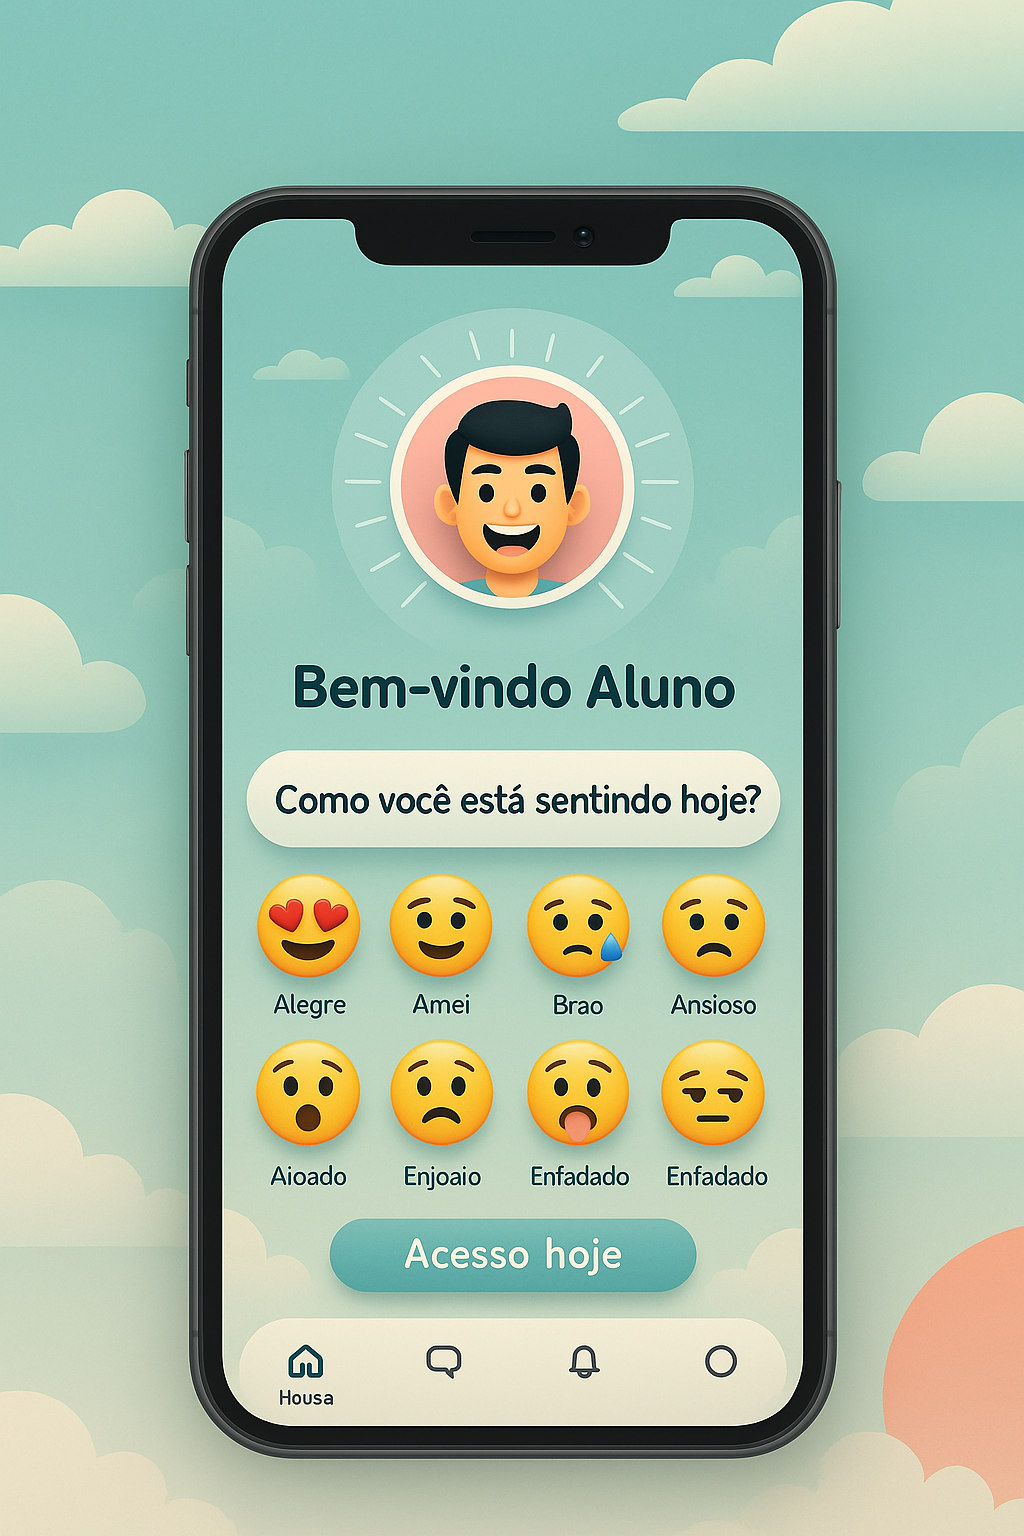 Bem-vindo Aluno
Como você está sentindo hoje?
Alegre Amei Brao Ansioso
Aioado Enjoaio Enfadado Enfadado
Acesso hoje
Housa